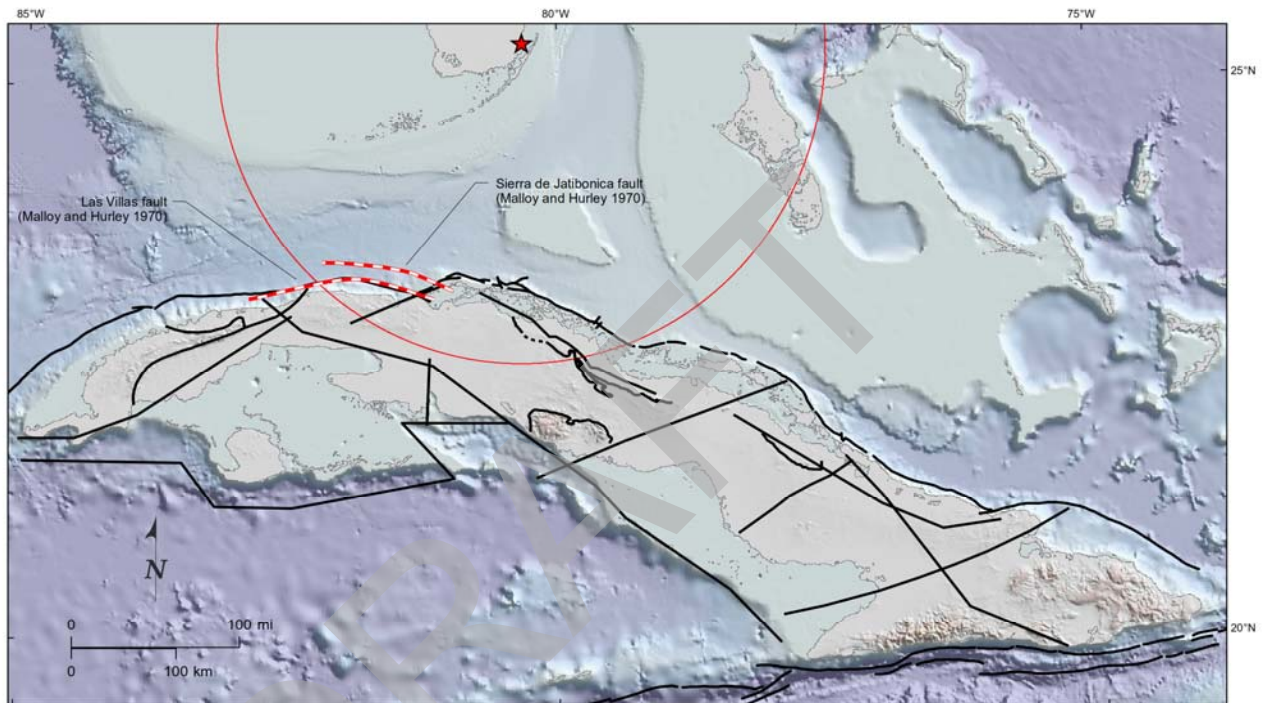 85°W
80°W
75°W
25°N
Sierra de Jatibonica fault
(Malloy and Hurley 1970)
Las Villas fault
(Malloy and Hurley 1970)
N
0
100 mi
0
100 km
20°N
DRAFT